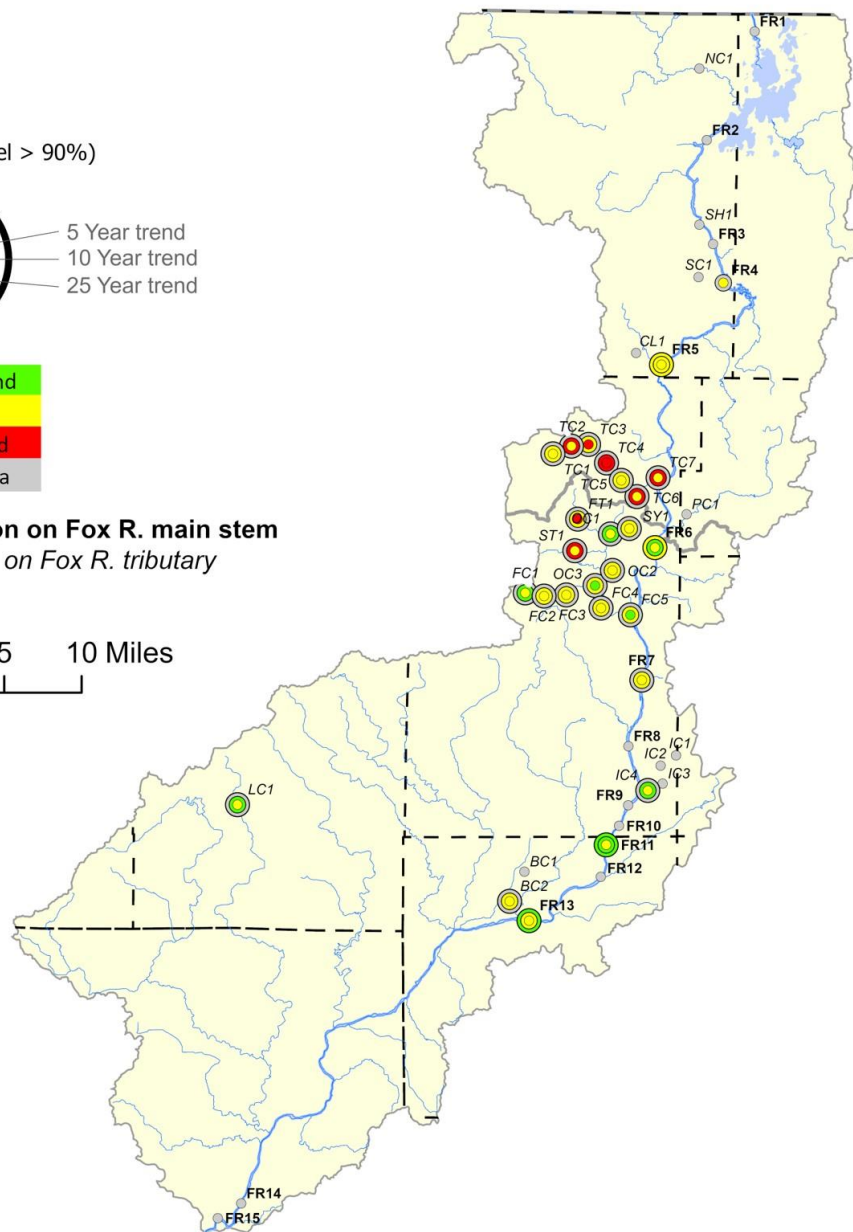 el > 90%)
5 Year trend
10 Year trend
25 Year trend
nd
d
a
on on Fox R. main stem
on Fox R. tributary
5 10 Miles
FR1
NC1
FR2
SH1
FR3
SC1
FR4
CL1
FR5
TC2
TC3
TC4
TC1
TC7
TC5
TC6
FT1
C1
SY1
PC1
ST1
FR6
FC1
OC3
OC2
FC2
FC3
FC4
FC5
FR7
FR8
IC1
IC2
IC4
IC3
LC1
FR9
FR10
FR11
BC1
FR12
BC2
FR13
FR14
FR15